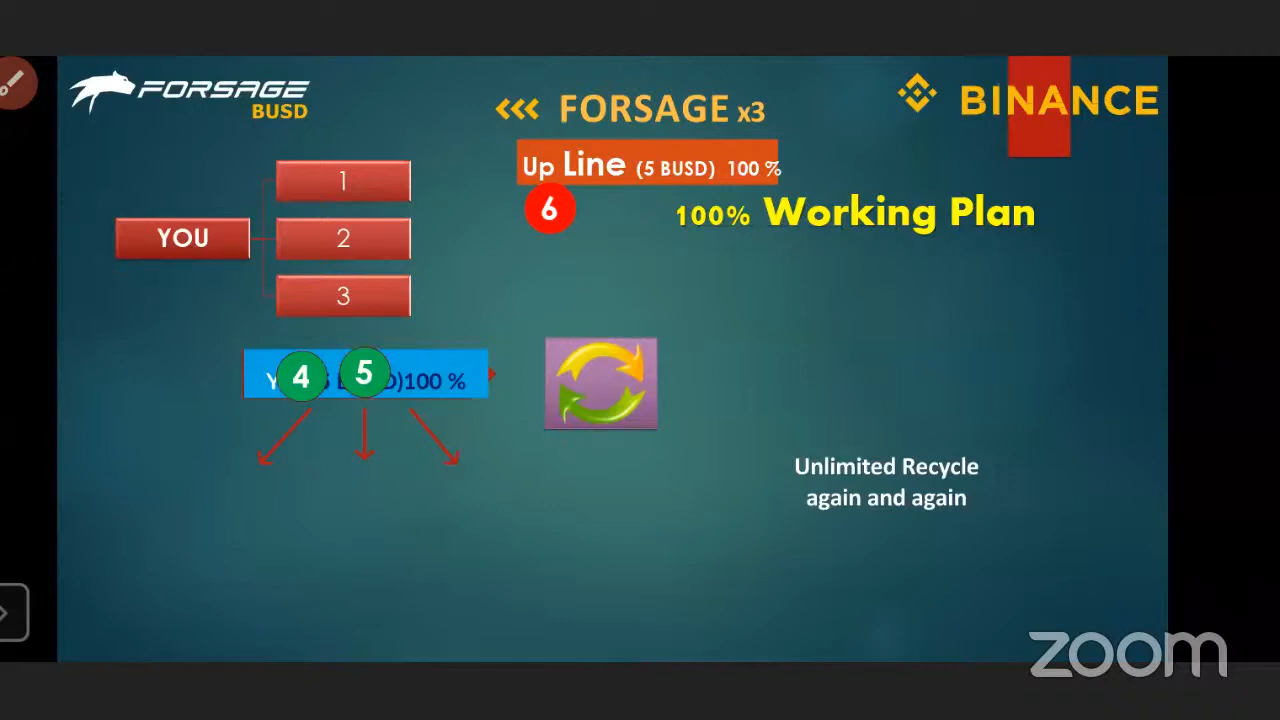 FORSAGE
BUSD
FORSAGE x3
BINANCE
Up Line (5 BUSD) 100 %
6
100% Working Plan
YOU
1
2
3
4 5
100 %
Unlimited Recycle
again and again
zoom